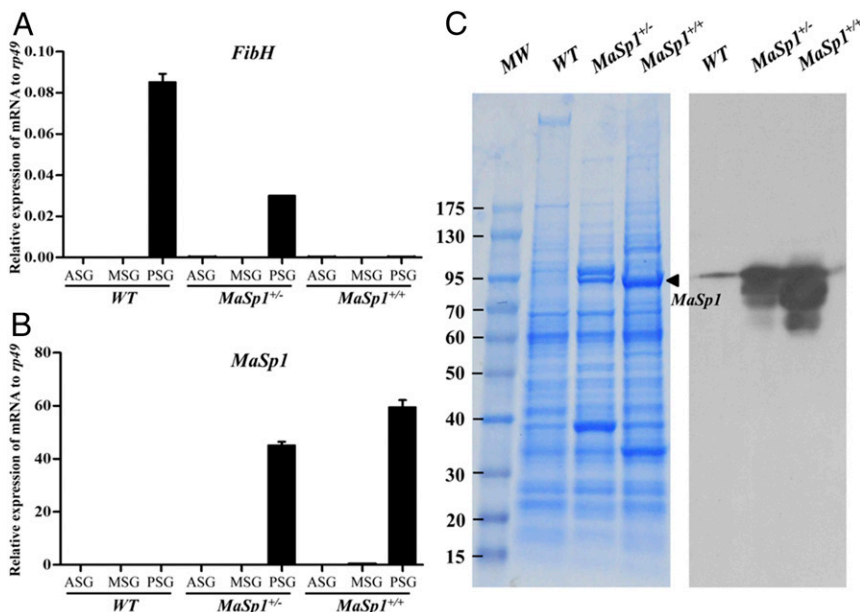 A
FibH
Relative expression of mRNA to rp49
0.10
0.08
0.06
0.04
0.02
0.00
ASG MSG PSG ASG MSG PSG ASG MSG PSG
WT MaSp1+/- MaSp1+/+
B
MaSp1
Relative expression of mRNA to rp49
80
60
40
20
0
ASG MSG PSG ASG MSG PSG ASG MSG PSG
WT MaSp1+/- MaSp1+/+
C
MW WT MaSp1+/- MaSp1+/+
WT MaSp1+/- MaSp1+/+
175
130
95
70
60
50
40
30
20
15
MaSp1